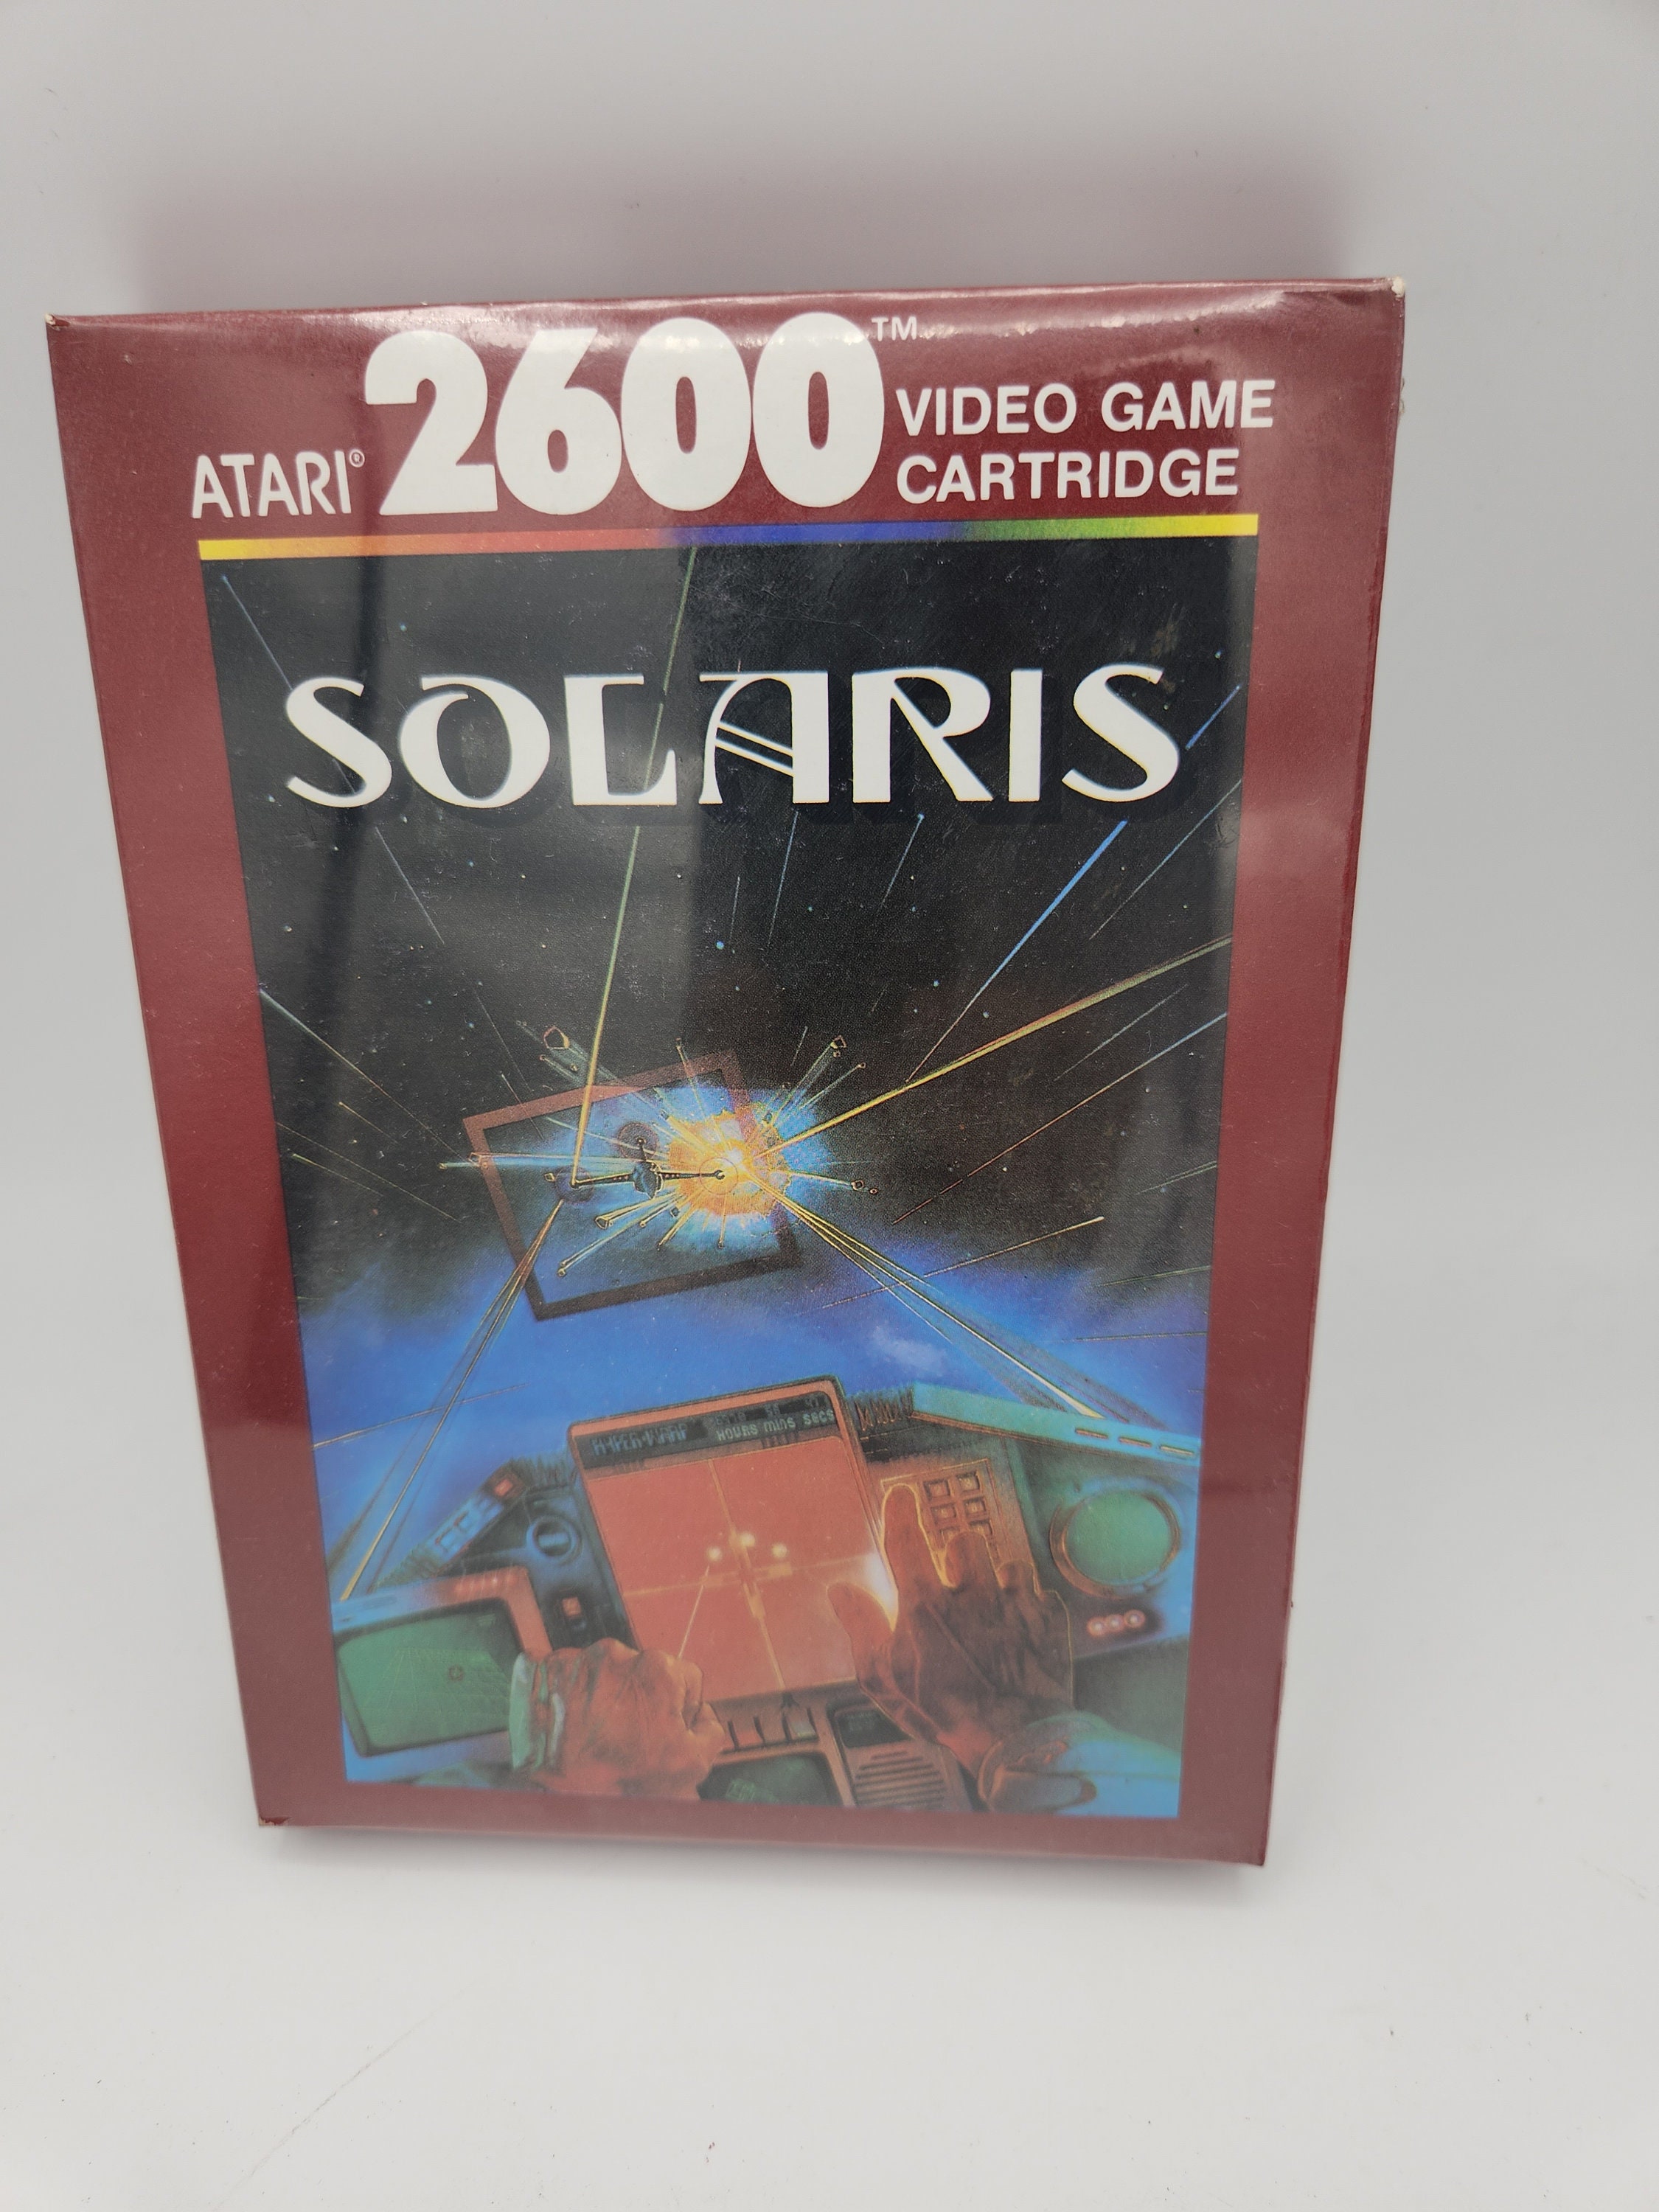 ATARI® 2600™ VIDEO GAME
CARTRIDGE
SOLARIS
HOURS MINS SECS